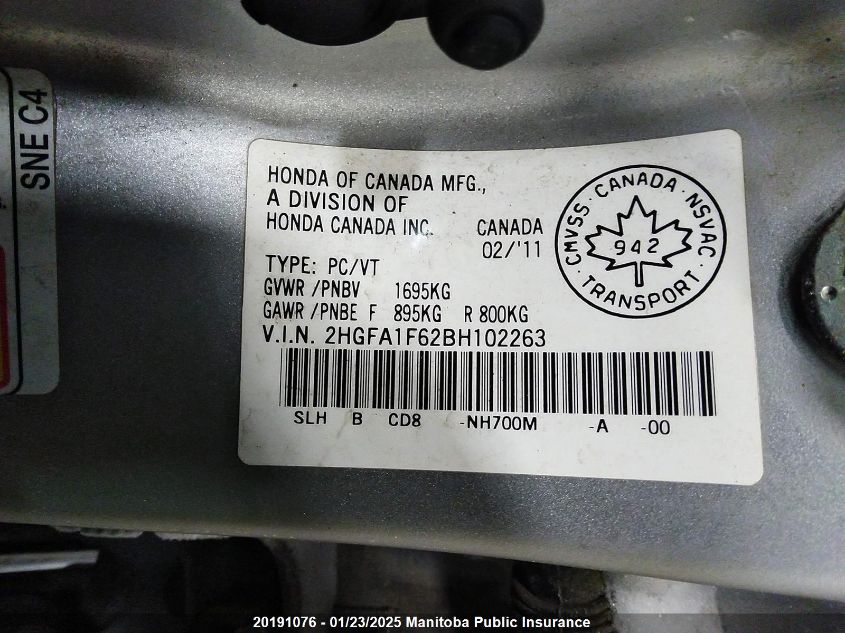 SNE C4
HONDA OF CANADA MFG.,
A DIVISION OF
HONDA CANADA INC. CANADA
02/'11
TYPE: PC/VT
GVWR /PNBV 1695KG
GAWR /PNBE F 895KG R 800KG
V.I.N. 2HGFA1F62BH102263
SLH B CD8 -NH700M -A -00
CMVSS · CANADA · NSVAC · TRANSPORT ·
942
20191076 - 01/23/2025 Manitoba Public Insurance